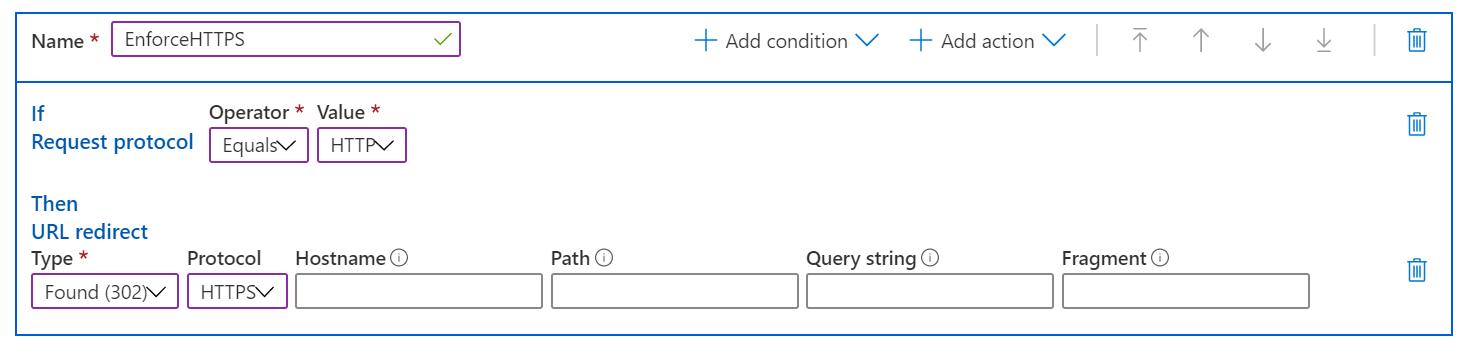 Name * EnforceHTTPS Add condition Add action
If Operator * Value *
Request protocol Equals HTTP
Then
URL redirect
Type * Protocol Hostname Path Query string Fragment
Found (302) HTTPS